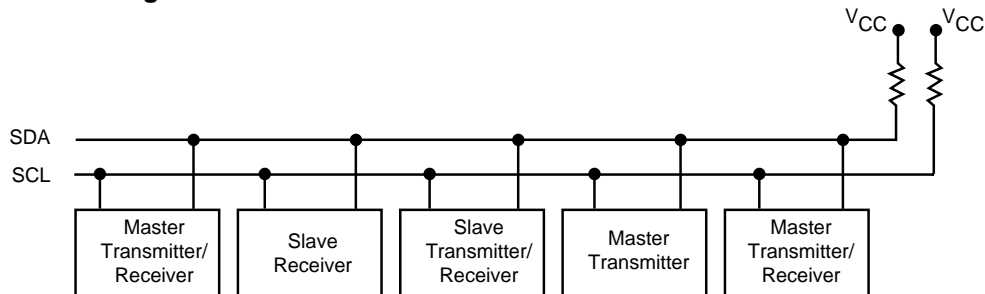 VCC VCC
SDA
SCL
Master
Transmitter/
Receiver
Slave
Receiver
Slave
Transmitter/
Receiver
Master
Transmitter
Master
Transmitter/
Receiver